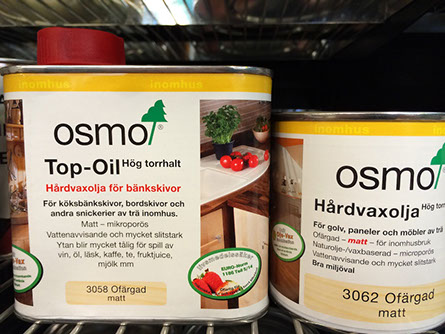 inomhus
osmo
Top-Oil Hög torrhalt
Hårdvaxolja för bänkskivor
För köksbänkskivor, bordskivor och
andra snickerier av trä inomhus.
Matt – mikroporös
Vattenavvisande och mycket slitstark
Ytan blir mycket tålig för spill av
vin, öl, läsk, kaffe, te, fruktjuice,
mjölk mm
3058 Ofärgad
matt
Livsmedelssäker
EURO-Norm
inomhus
osmo
Hårdvaxolja Hög
För golv, paneler och möbler av trä
Ofärgad – matt – för inomhusbruk
Naturolje-/vaxbaserad – mikroporös
Vattenavvisande och mycket slitstark
Bra miljöval
3062 Ofärgad
matt